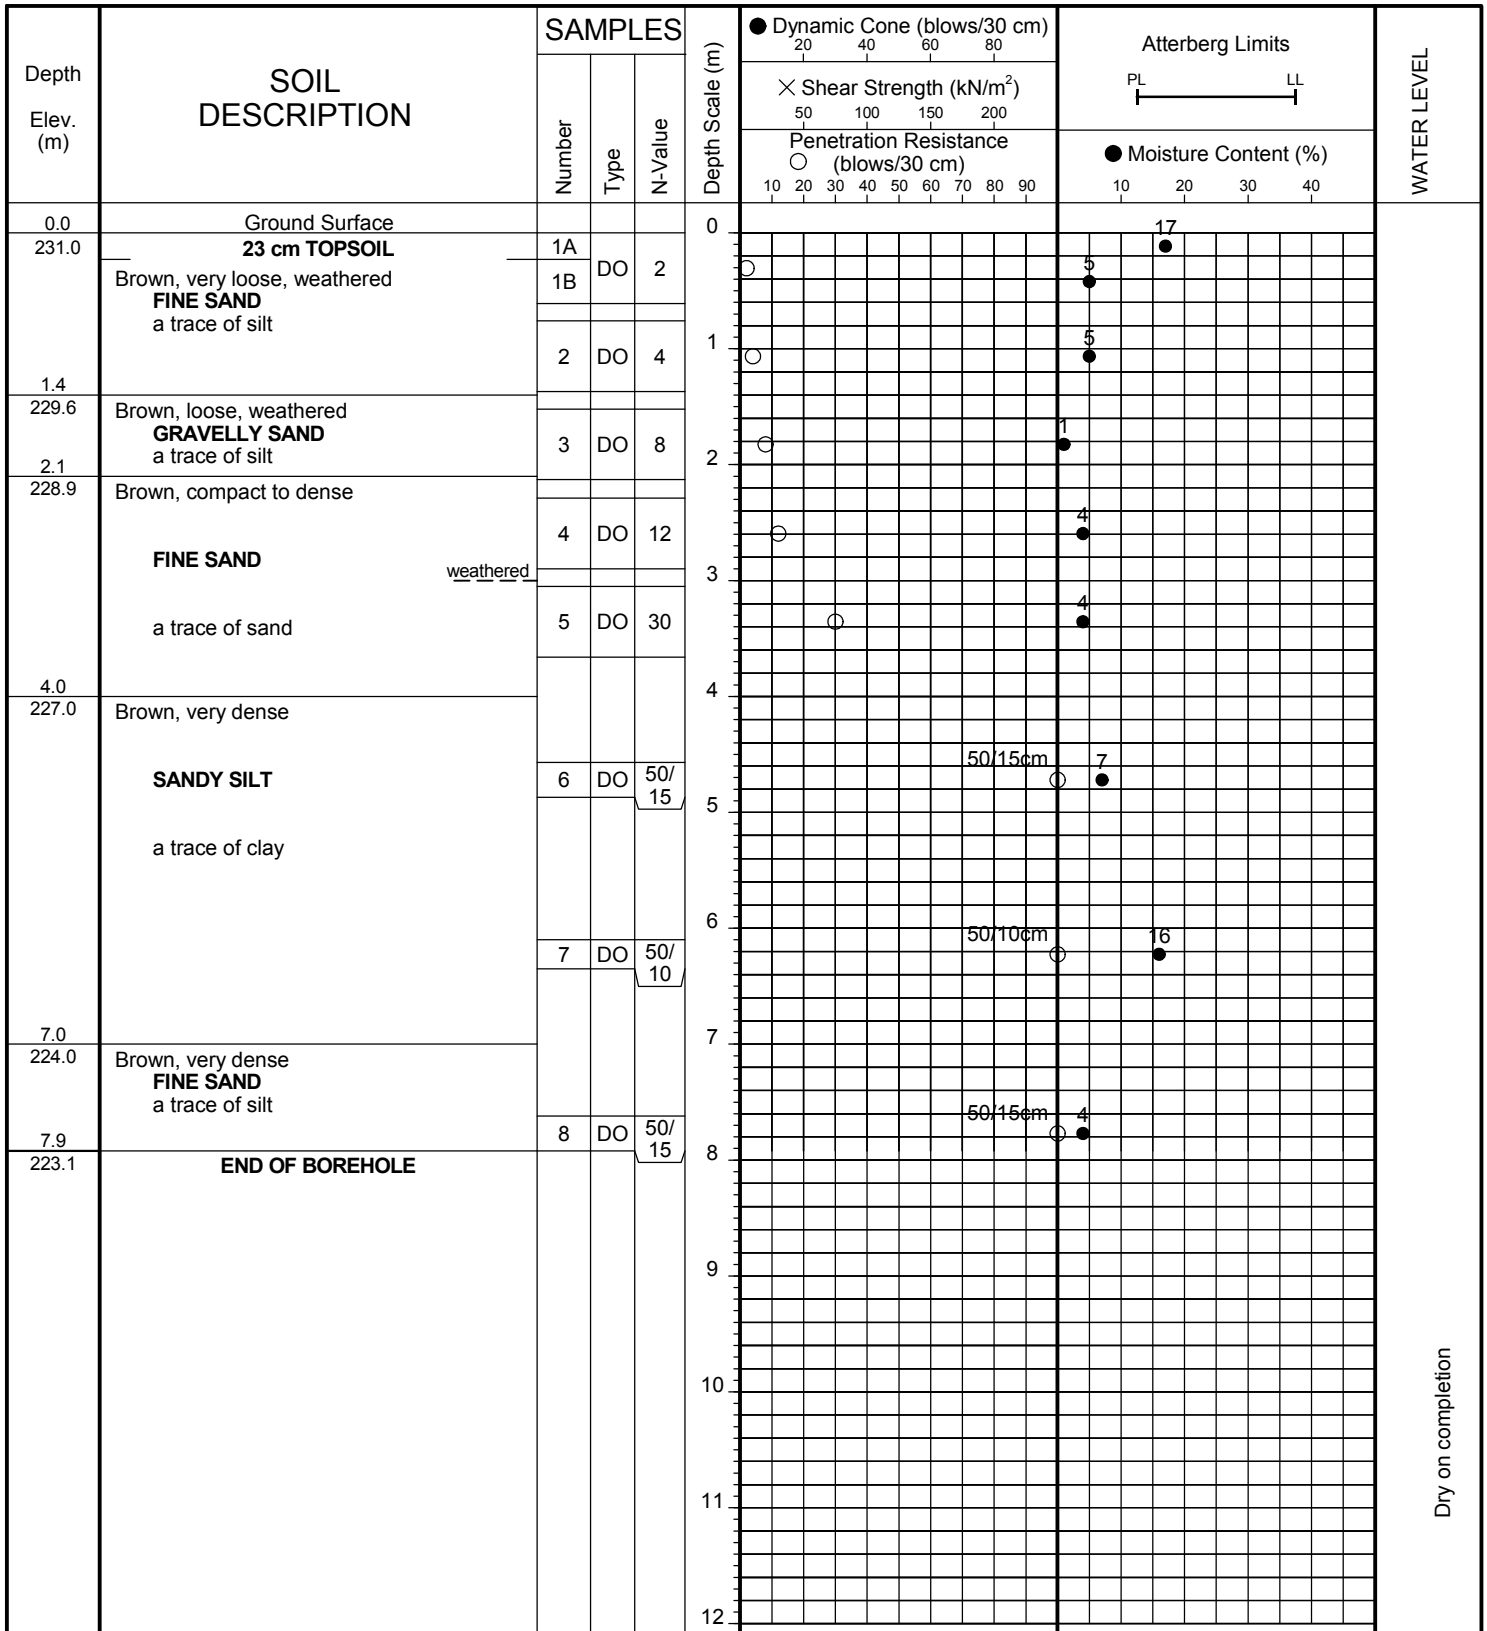 Depth
Elev.
(m)
SOIL
DESCRIPTION
SAMPLES
Number
Type
N-Value
Depth Scale (m)
● Dynamic Cone (blows/30 cm)
20 40 60 80
× Shear Strength (kN/m²)
50 100 150 200
Penetration Resistance
○ (blows/30 cm)
10 20 30 40 50 60 70 80 90
Atterberg Limits
PL LL
● Moisture Content (%)
10 20 30 40
WATER LEVEL
0.0 Ground Surface 0
231.0 23 cm TOPSOIL 1A 17
Brown, very loose, weathered 1B DO 2 5
FINE SAND
a trace of silt
1
2 DO 4 5
1.4
229.6 Brown, loose, weathered
GRAVELLY SAND 3 DO 8 1
a trace of silt
2.1 2
228.9 Brown, compact to dense
4 DO 12 4
FINE SAND
weathered 3
a trace of sand 5 DO 30 4
4.0 4
227.0 Brown, very dense
50/15cm 7
SANDY SILT 6 DO 50/
15
5
a trace of clay
6
50/10cm 16
7 DO 50/
10
7.0 7
224.0 Brown, very dense
FINE SAND
a trace of silt
50/15cm 4
7.9 8 DO 50/
15
8
223.1 END OF BOREHOLE
9
10
11
12
Dry on completion